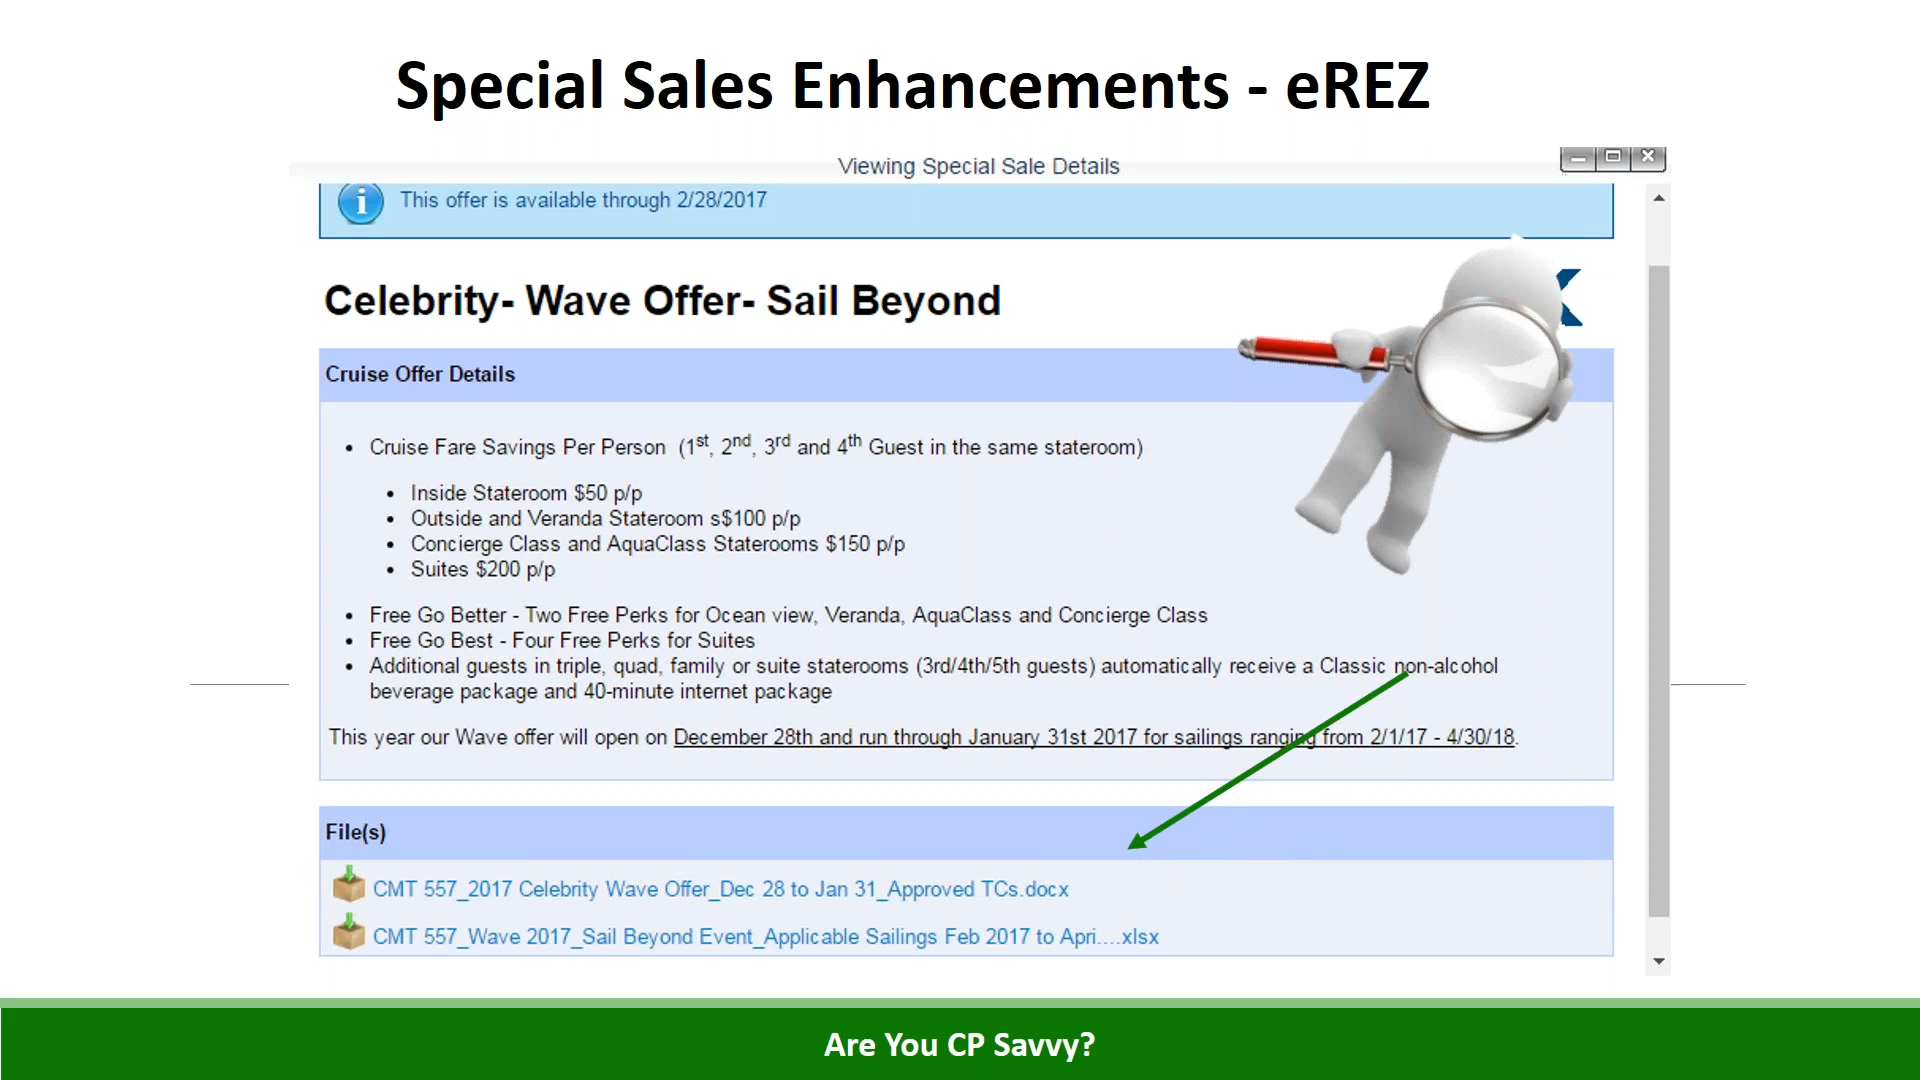 Special Sales Enhancements - eREZ
Viewing Special Sale Details
This offer is available through 2/28/2017
Celebrity- Wave Offer- Sail Beyond
Cruise Offer Details
• Cruise Fare Savings Per Person (1st, 2nd, 3rd and 4th Guest in the same stateroom)
• Inside Stateroom $50 p/p
• Outside and Veranda Stateroom s$100 p/p
• Concierge Class and AquaClass Staterooms $150 p/p
• Suites $200 p/p
• Free Go Better - Two Free Perks for Ocean view, Veranda, AquaClass and Concierge Class
• Free Go Best - Four Free Perks for Suites
• Additional guests in triple, quad, family or suite staterooms (3rd/4th/5th guests) automatically receive a Classic non-alcohol
beverage package and 40-minute internet package
This year our Wave offer will open on December 28th and run through January 31st 2017 for sailings ranging from 2/1/17 - 4/30/18.
File(s)
CMT 557_2017 Celebrity Wave Offer_Dec 28 to Jan 31_Approved TCs.docx
CMT 557_Wave 2017_Sail Beyond Event_Applicable Sailings Feb 2017 to Apri....xlsx
Are You CP Savvy?